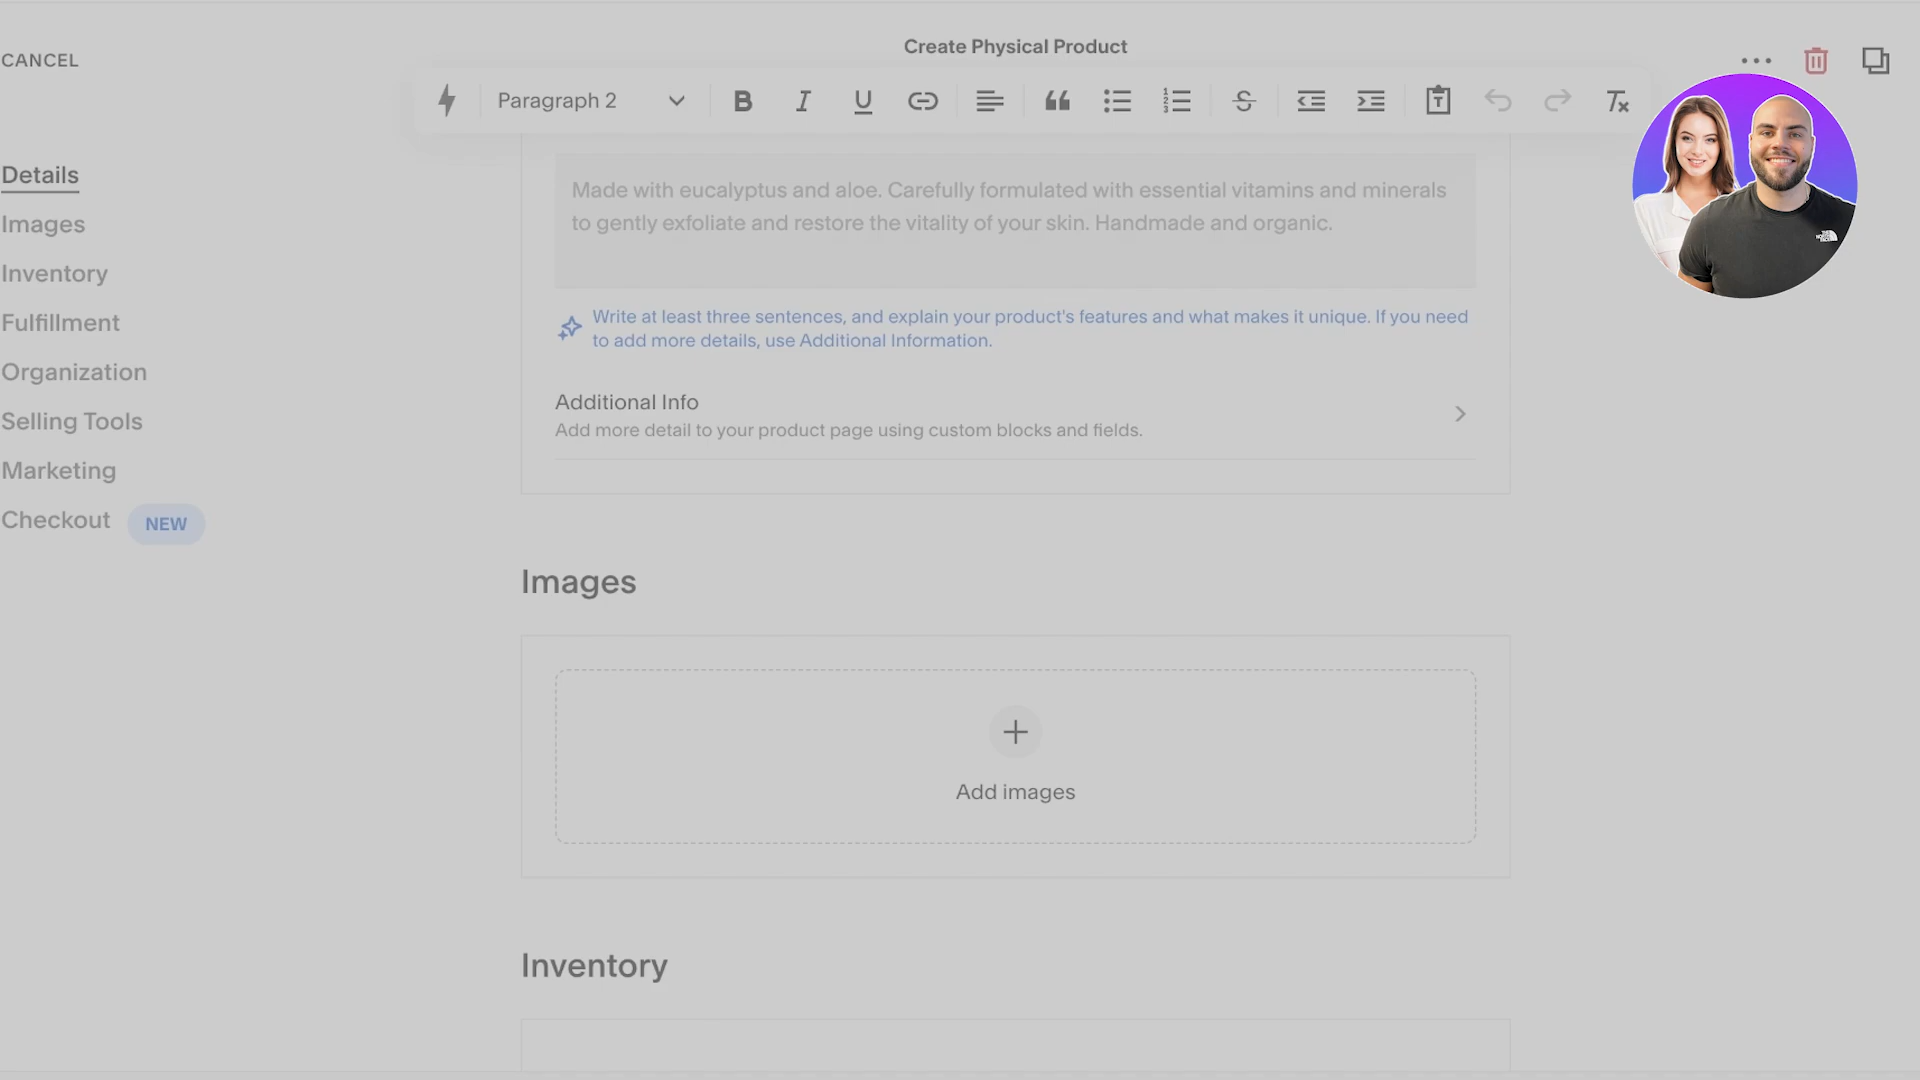 Create Physical Product
CANCEL
Paragraph 2
Details
Images
Inventory
Fulfillment
Organization
Selling Tools
Marketing
Checkout NEW
Made with eucalyptus and aloe. Carefully formulated with essential vitamins and minerals
to gently exfoliate and restore the vitality of your skin. Handmade and organic.
Write at least three sentences, and explain your product's features and what makes it unique. If you need
to add more details, use Additional Information.
Additional Info
Add more detail to your product page using custom blocks and fields.
Images
Add images
Inventory
THE
NORTH
FACE